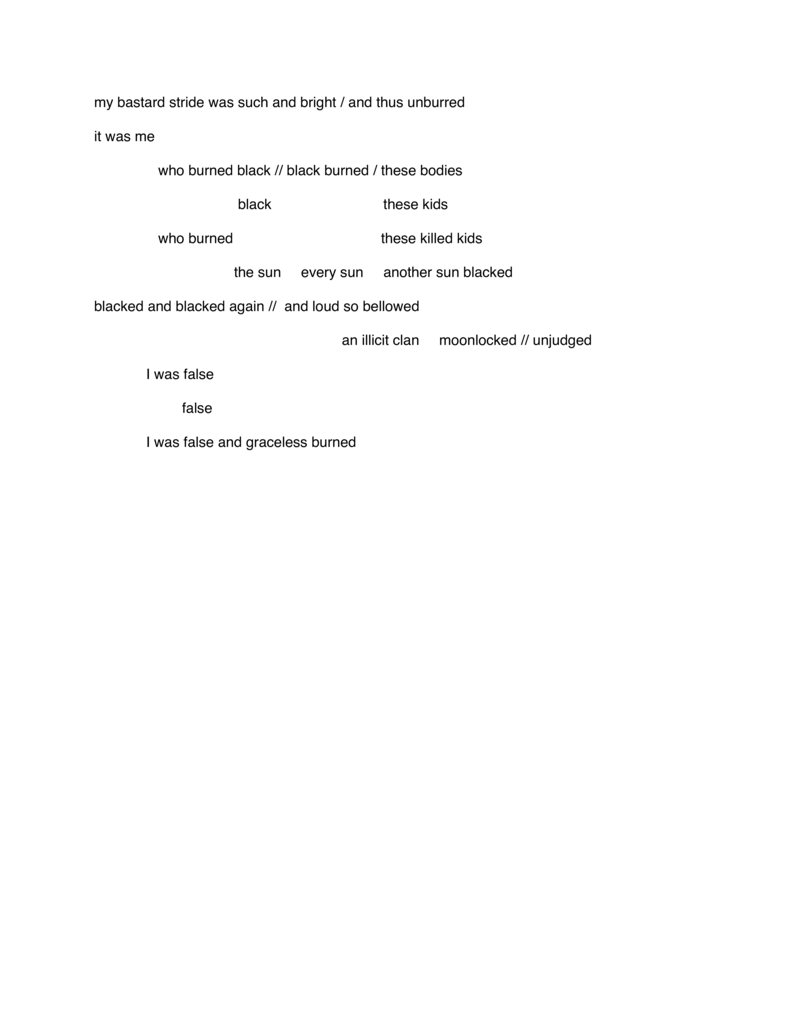 my bastard stride was such and bright / and thus unburred
it was me
who burned black // black burned / these bodies
black these kids
who burned these killed kids
the sun every sun another sun blacked
blacked and blacked again // and loud so bellowed
an illicit clan moonlocked // unjudged
I was false
false
I was false and graceless burned